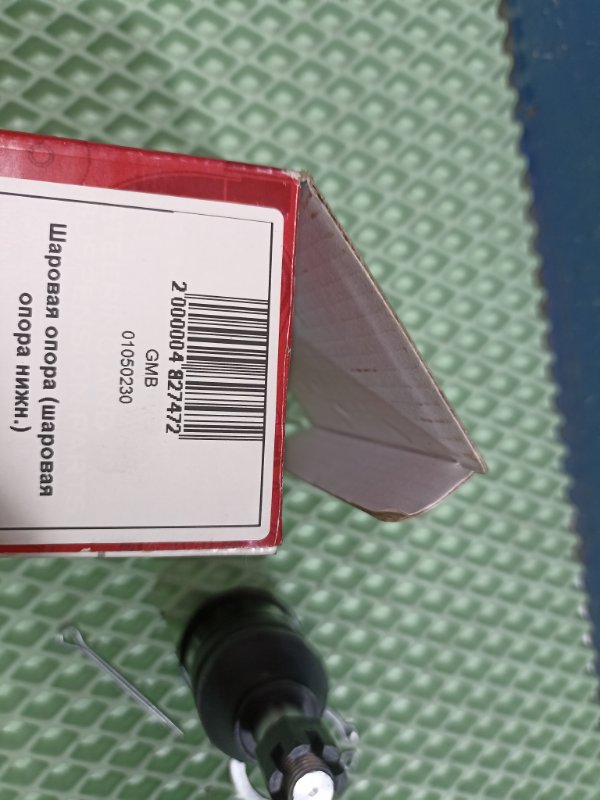 2 000004 827472
GMB
01050230
Шаровая опора (шаровая
опора нижн.)